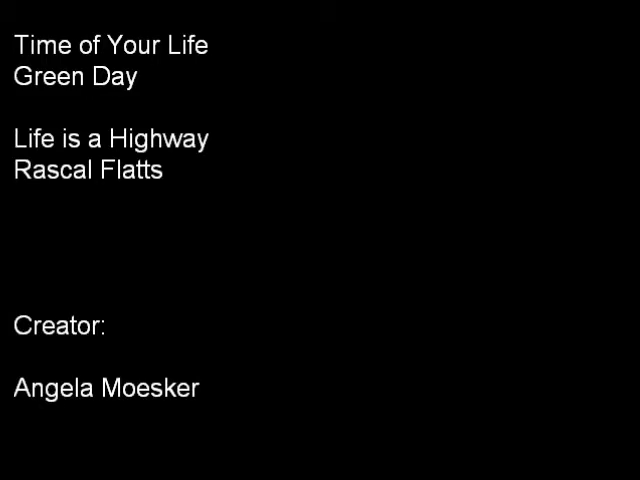 Time of Your Life
Green Day
Life is a Highway
Rascal Flatts
Creator:
Angela Moesker